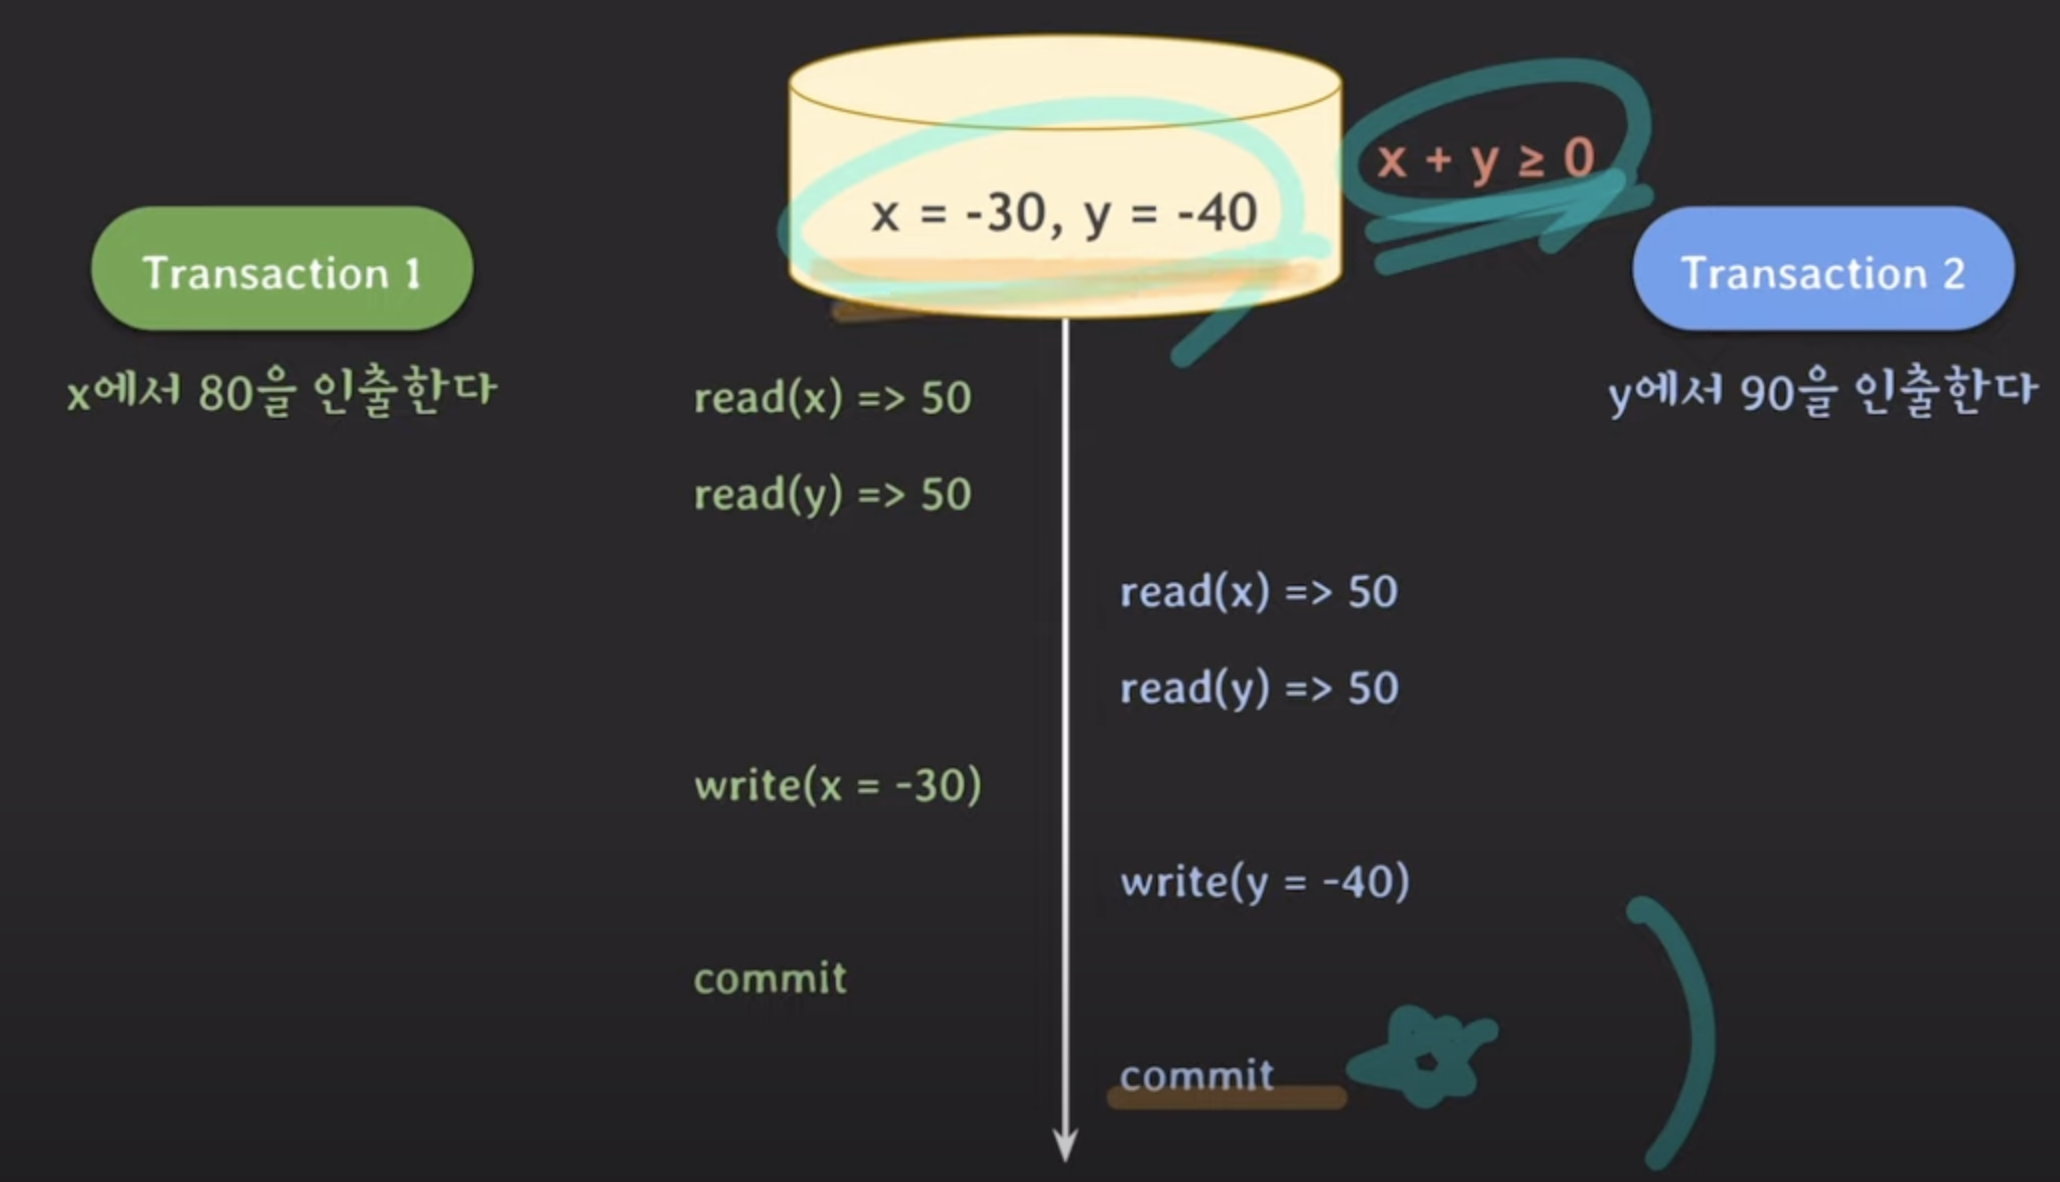 x = -30, y = -40
x + y ≥ 0
Transaction 1
Transaction 2
x에서 80을 인출한다
y에서 90을 인출한다
read(x) => 50
read(y) => 50
read(x) => 50
read(y) => 50
write(x = -30)
write(y = -40)
commit
commit